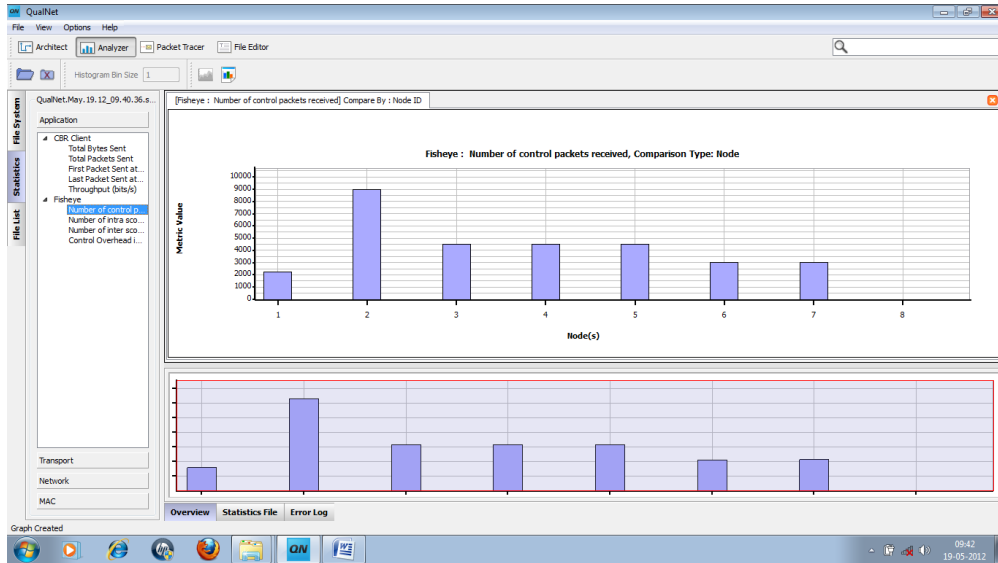 QN QualNet
File View Options Help
Architect Analyzer Packet Tracer File Editor
Histogram Bin Size 1
File System
Statistics
File List
QualNet.May.19.12_09.40.36.s...
Application
CBR Client
Total Bytes Sent
Total Packets Sent
First Packet Sent at...
Last Packet Sent at...
Throughput (bits/s)
Fisheye
Number of control p...
Number of intra sco...
Number of inter sco...
Control Overhead i...
Transport
Network
MAC
[Fisheye : Number of control packets received] Compare By : Node ID
Fisheye : Number of control packets received, Comparison Type: Node
Metric Value
10000
9000
8000
7000
6000
5000
4000
3000
2000
1000
0
1 2 3 4 5 6 7 8
Node(s)
Overview Statistics File Error Log
Graph Created
hp QN W
09:42
19-05-2012